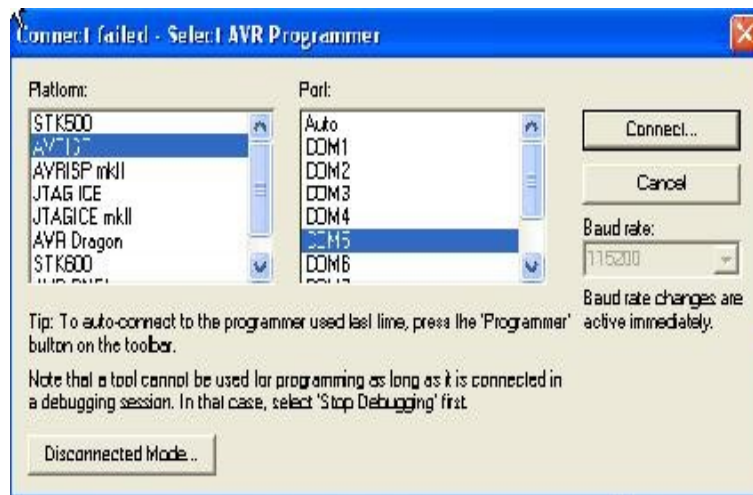 Connect failed - Select AVR Programmer
Platform:
Port:
STK500
AVRISP
AVRISP mkII
JTAG ICE
JTAGICE mkII
AVR Dragon
STK600
Auto
COM1
COM2
COM3
COM4
COM5
COM6
Connect...
Cancel
Baud rate:
115200
Baud rate changes are
active immediately.
Tip: To auto-connect to the programmer used last time, press the 'Programmer'
button on the toolbar.
Note that a tool cannot be used for programming as long as it is connected in
a debugging session. In that case, select 'Stop Debugging' first.
Disconnected Mode...